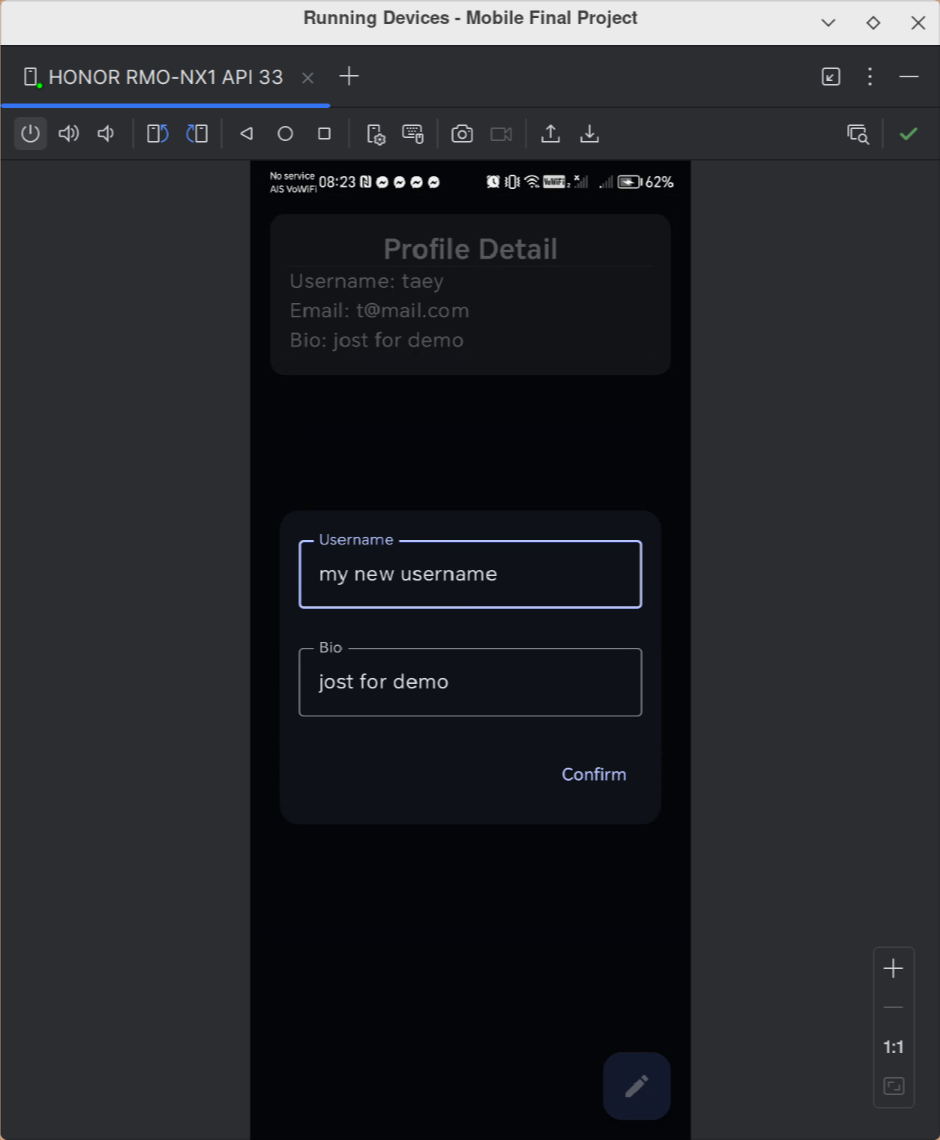 Running Devices - Mobile Final Project
HONOR RMO-NX1 API 33
No service
AIS VoWiFi
08:23
62%
Profile Detail
Username: taey
Email: t@mail.com
Bio: jost for demo
Username
my new username
Bio
jost for demo
Confirm
1:1